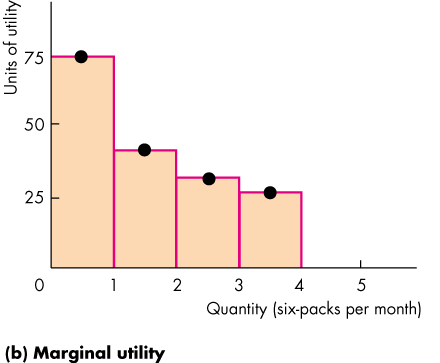 Units of utility
75
50
25
0 1 2 3 4 5
Quantity (six-packs per month)
(b) Marginal utility